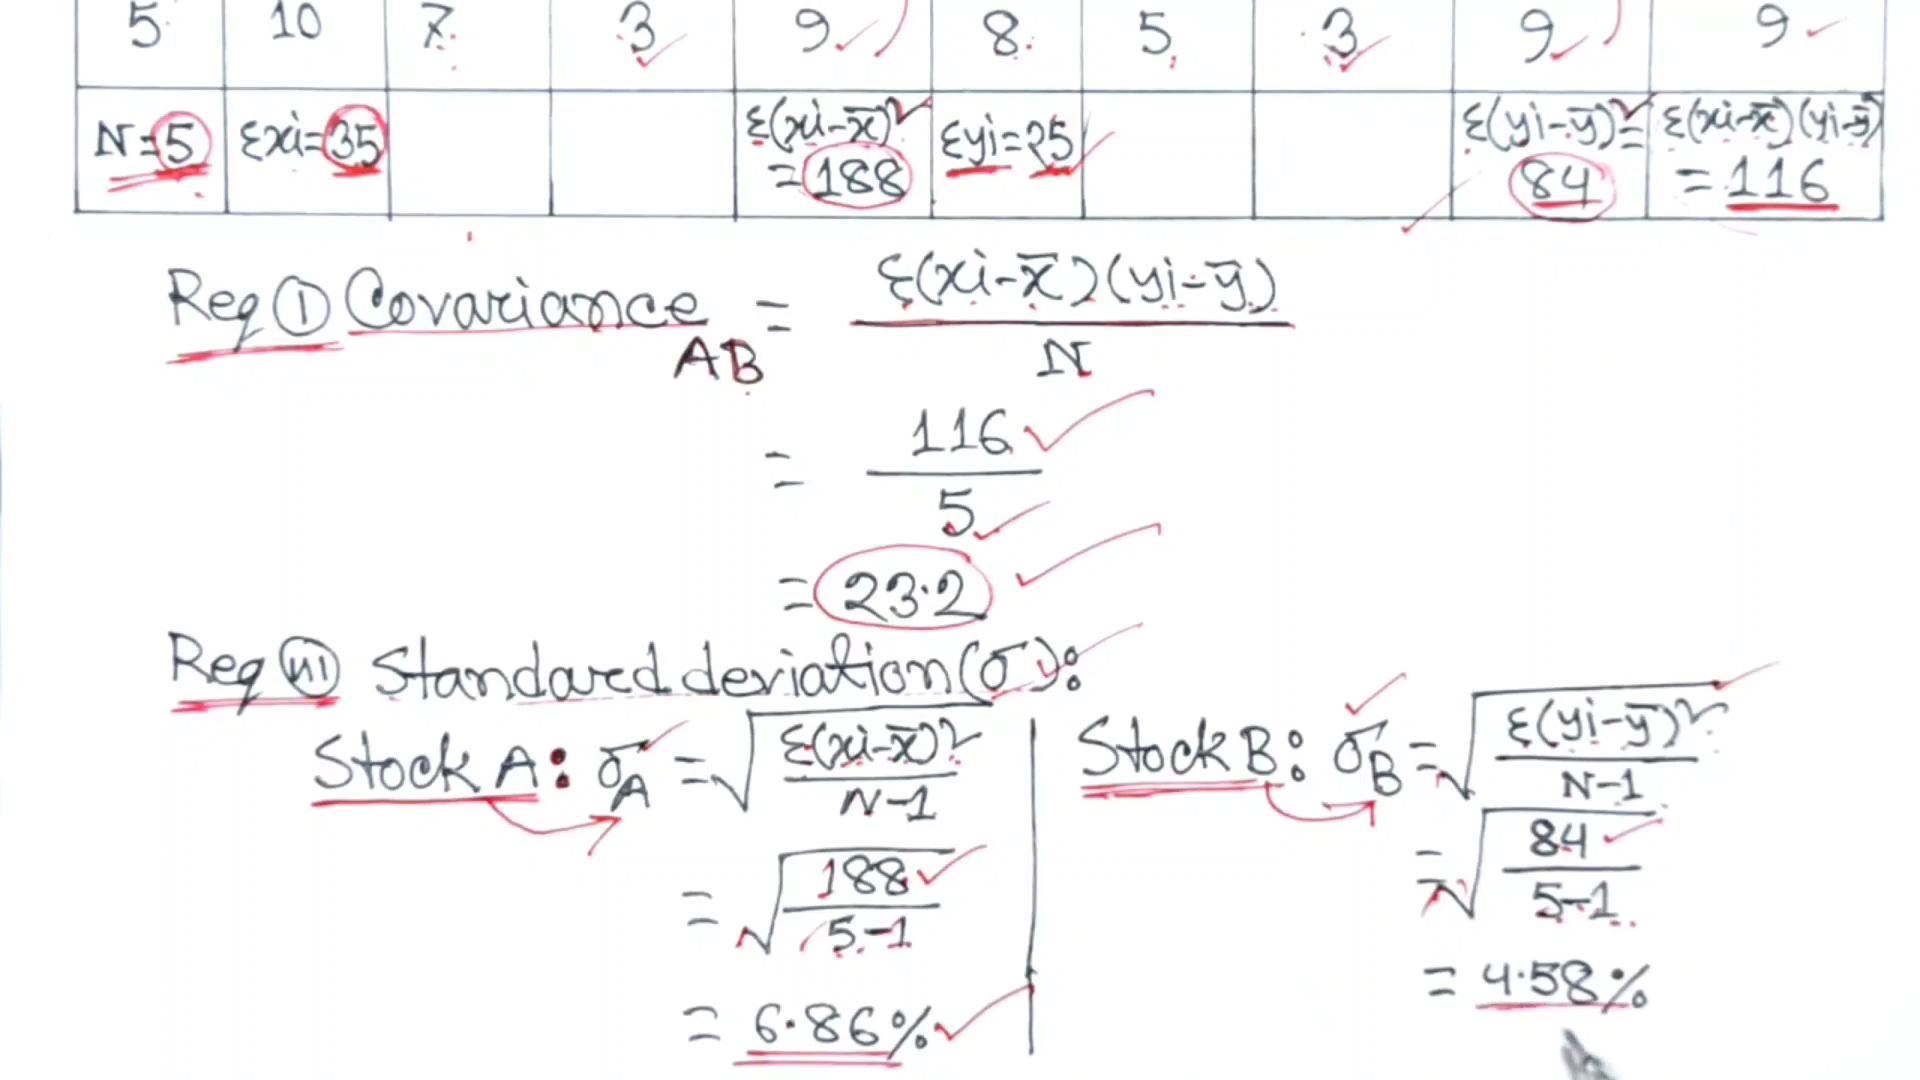 5 10 7 3 9 8 5 3 9 9
N=5 Σxi=35 Σ(xi-x̄)²=188 Σyi=25 Σ(yi-ȳ)²=84 Σ(xi-x̄)(yi-ȳ)=116
Req (I) Covariance AB = Σ(xi-x̄)(yi-ȳ) / N
= 116 / 5
= 23.2
Req (III) Standard deviation (σ):
Stock A: σA = √(Σ(xi-x̄)² / N-1)
= √(188 / 5-1)
= 6.86%
Stock B: σB = √(Σ(yi-ȳ)² / N-1)
= √(84 / 5-1)
= 4.58%